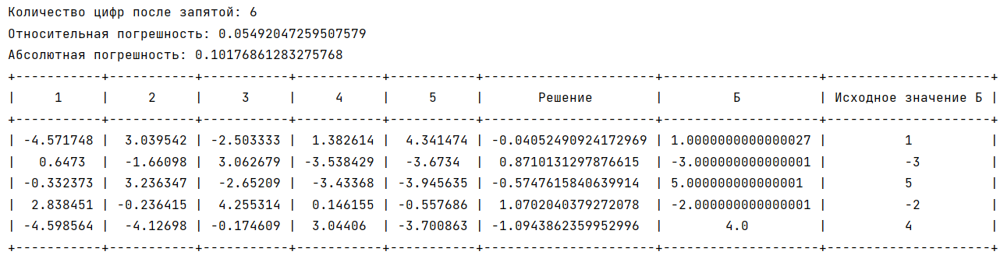 Количество цифр после запятой: 6
Относительная погрешность: 0.05492047259507579
Абсолютная погрешность: 0.10176861283275768
+-----------+-----------+-----------+-----------+-----------+----------------------+--------------------+---------------------+
| 1 | 2 | 3 | 4 | 5 | Решение | Б | Исходное значение Б |
+-----------+-----------+-----------+-----------+-----------+----------------------+--------------------+---------------------+
| -4.571748 | 3.039542 | -2.503333 | 1.382614 | 4.341474 | -0.04052490924172969 | 1.0000000000000027 | 1 |
| 0.6473 | -1.66098 | 3.062679 | -3.538429 | -3.6734 | 0.8710131297876615 | -3.000000000000001 | -3 |
| -0.332373 | 3.236347 | -2.65209 | -3.43368 | -3.945635 | -0.5747615840639914 | 5.000000000000001 | 5 |
| 2.838451 | -0.236415 | 4.255314 | 0.146155 | -0.557686 | 1.0702040379272078 | -2.000000000000001 | -2 |
| -4.598564 | -4.12698 | -0.174609 | 3.04406 | -3.700863 | -1.0943862359952996 | 4.0 | 4 |
+-----------+-----------+-----------+-----------+-----------+----------------------+--------------------+---------------------+